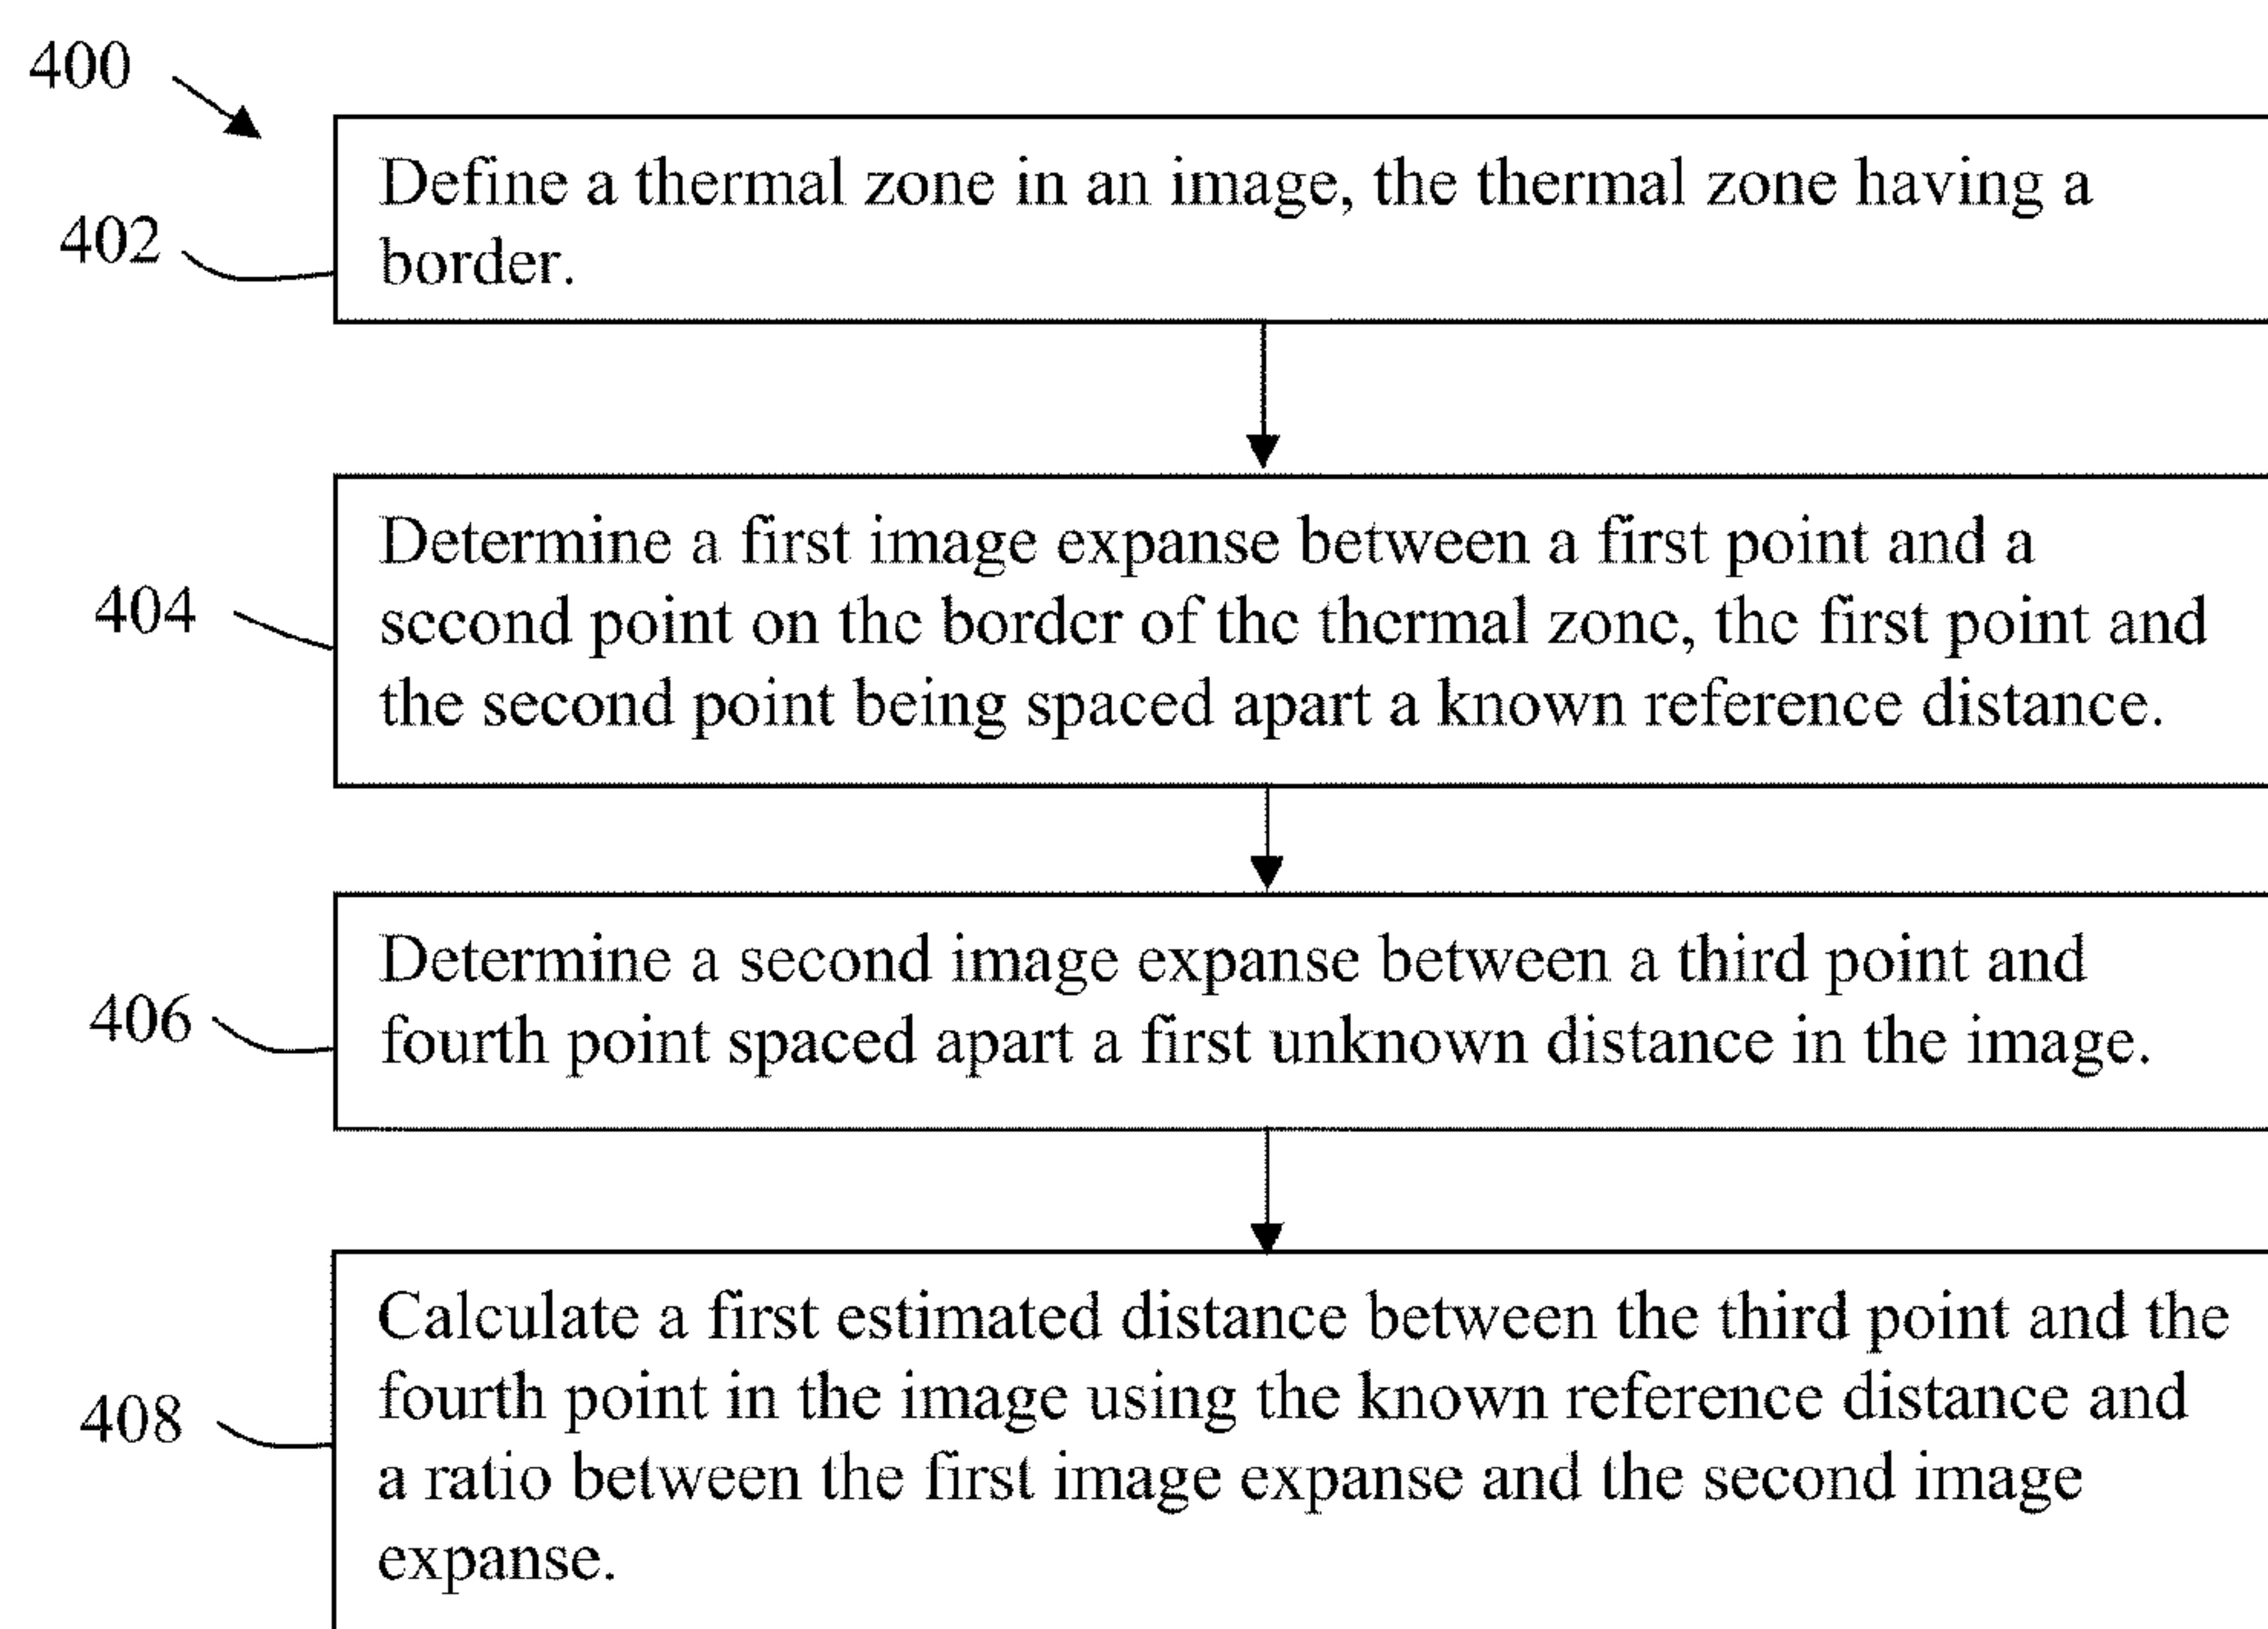 400
402
Define a thermal zone in an image, the thermal zone having a
border.
404
Determine a first image expanse between a first point and a
second point on the border of the thermal zone, the first point and
the second point being spaced apart a known reference distance.
406
Determine a second image expanse between a third point and
fourth point spaced apart a first unknown distance in the image.
408
Calculate a first estimated distance between the third point and the
fourth point in the image using the known reference distance and
a ratio between the first image expanse and the second image
expanse.